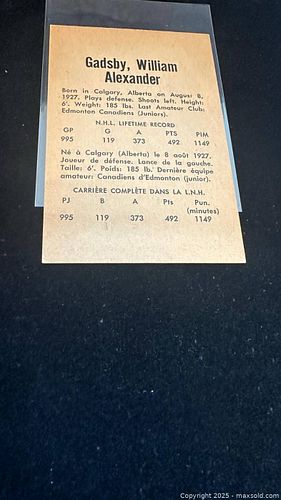 Gadsby, William
Alexander
Born in Calgary, Alberta on August 8,
1927. Plays defense. Shoots left. Height:
6'. Weight: 185 lbs. Last Amateur Club:
Edmonton Canadiens (Juniors).
N.H.L. LIFETIME RECORD
GP G A PTS PIM
995 119 373 492 1149
Né à Calgary (Alberta) le 8 août 1927.
Joueur de défense. Lance de la gauche.
Taille: 6'. Poids: 185 lb. Dernière équipe
amateur: Canadiens d'Edmonton (junior).
CARRIÈRE COMPLÈTE DANS LA L.N.H.
PJ B A Pts Pun.
(minutes)
995 119 373 492 1149
Copyright © 2025 - maxsold.com